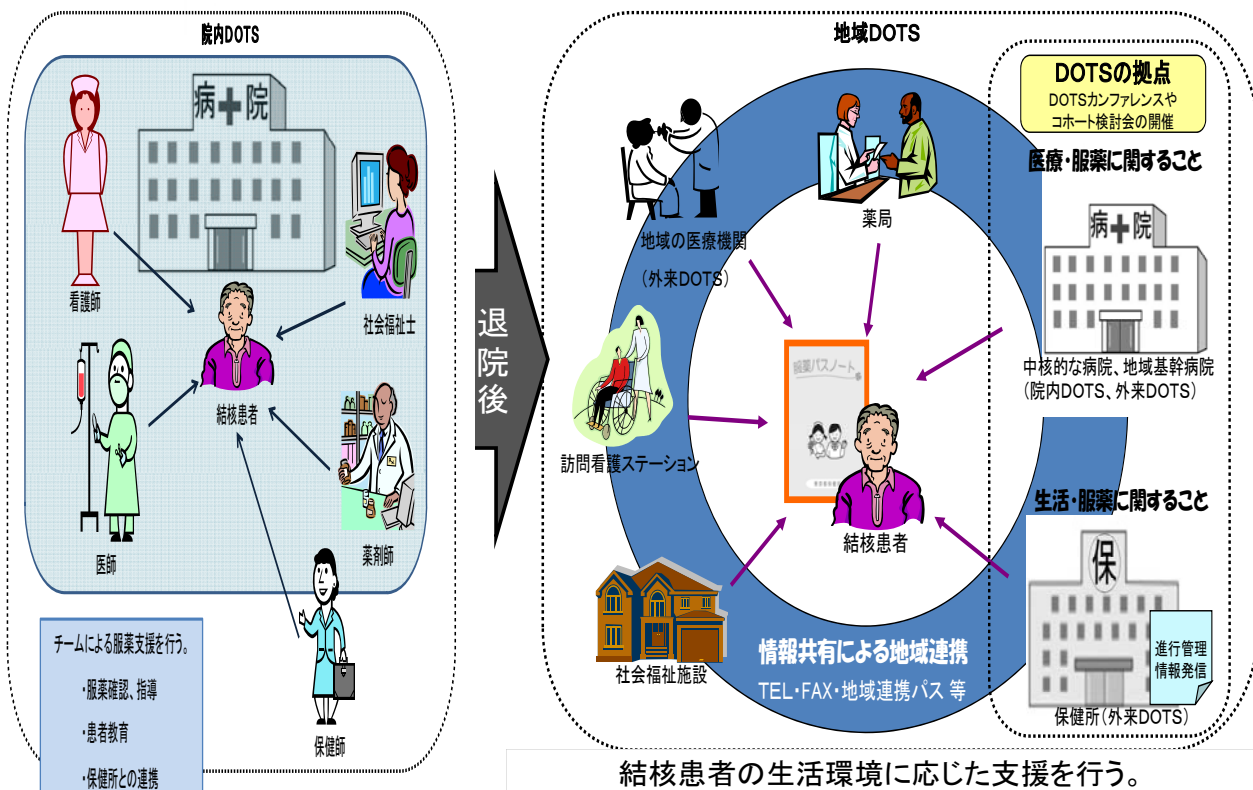 院内DOTS
病 院
看護師
社会福祉士
結核患者
医師
薬剤師
保健師
チームによる服薬支援を行う。
・服薬確認、指導
・患者教育
・保健所との連携
退院後
地域DOTS
DOTSの拠点
DOTSカンファレンスや
コホート検討会の開催
医療・服薬に関すること
病 院
中核的な病院、地域基幹病院
（院内DOTS、外来DOTS）
薬局
地域の医療機関
（外来DOTS）
訪問看護ステーション
服薬パスノート
結核患者
社会福祉施設
情報共有による地域連携
TEL・FAX・地域連携パス 等
生活・服薬に関すること
保
進行管理
情報発信
保健所（外来DOTS）
結核患者の生活環境に応じた支援を行う。